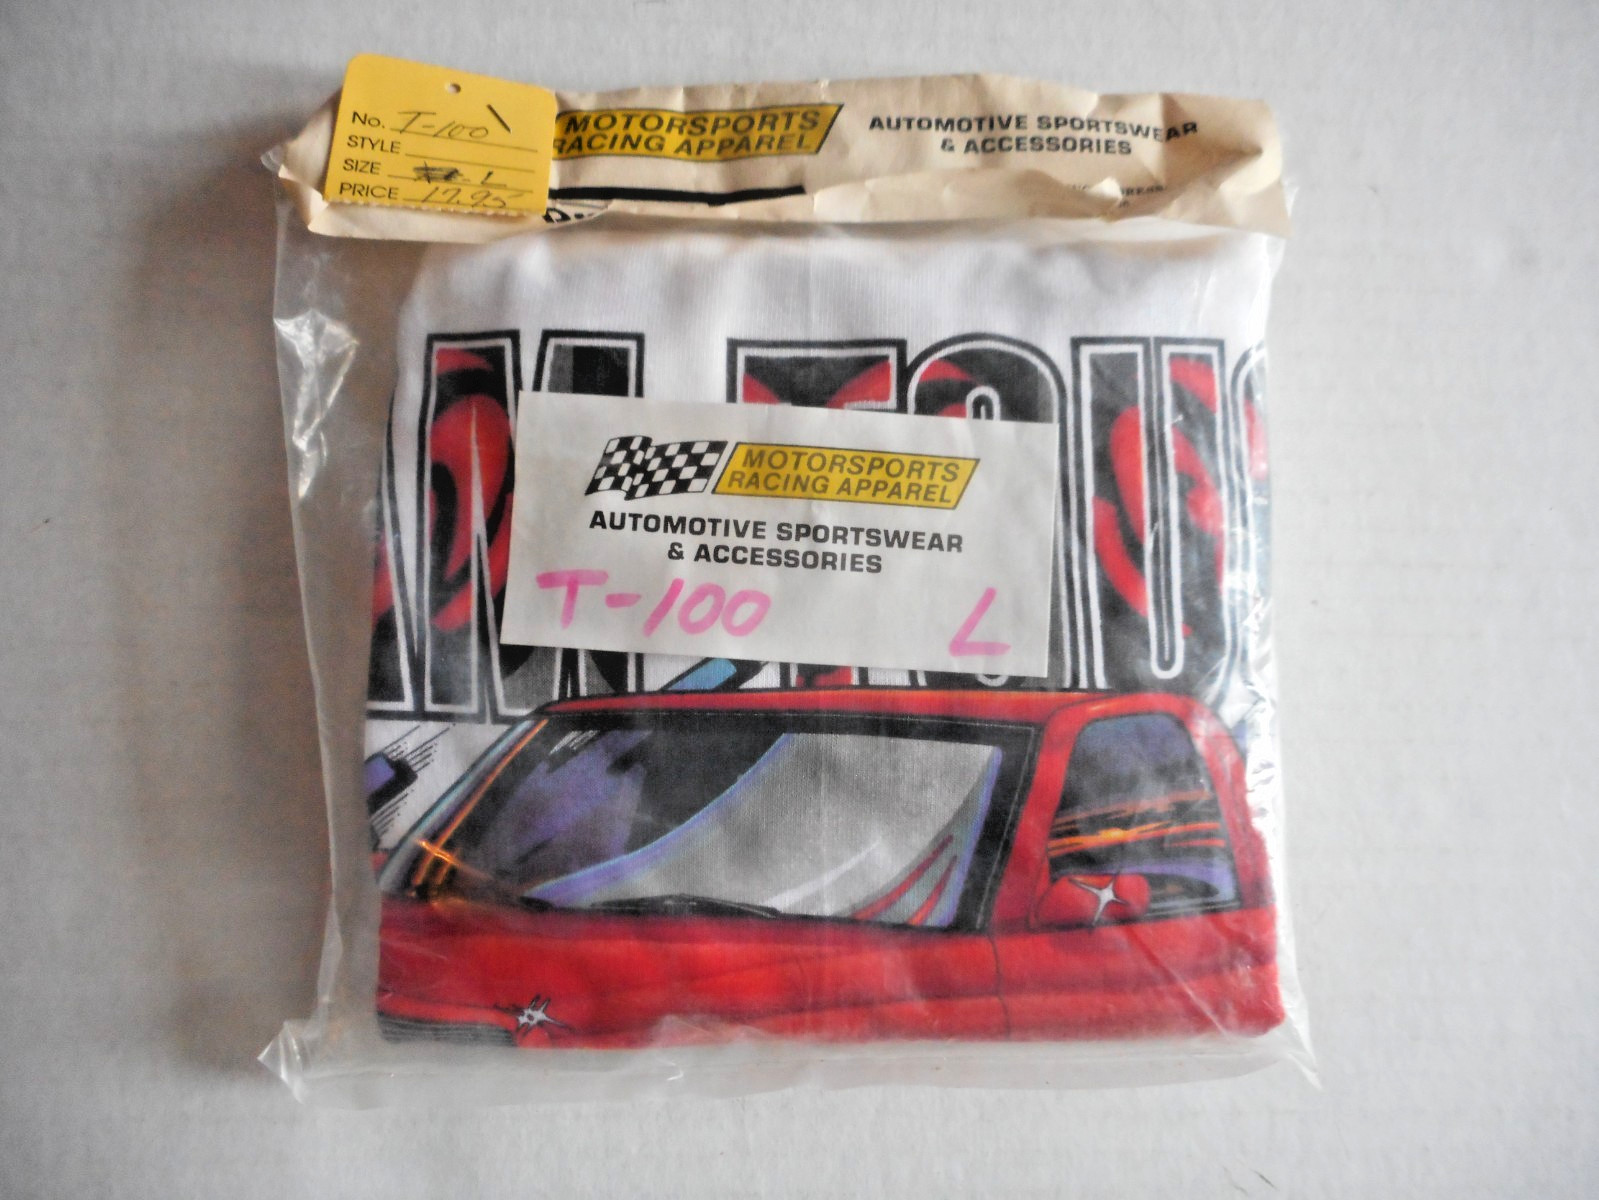 No. T-100
STYLE
SIZE L
PRICE 17.95
MOTORSPORTS
RACING APPAREL
AUTOMOTIVE SPORTSWEAR
& ACCESSORIES
MOTORSPORTS
RACING APPAREL
AUTOMOTIVE SPORTSWEAR
& ACCESSORIES
T-100 L